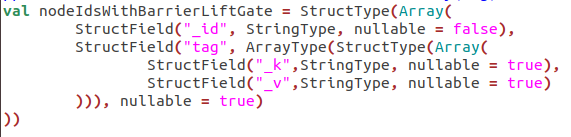 val nodeIdsWithBarrierLiftGate = StructType(Array(
        StructField("_id", StringType, nullable = false),
        StructField("tag", ArrayType(StructType(Array(
                StructField("_k",StringType, nullable = true),
                StructField("_v",StringType, nullable = true)
        ))), nullable = true)
))